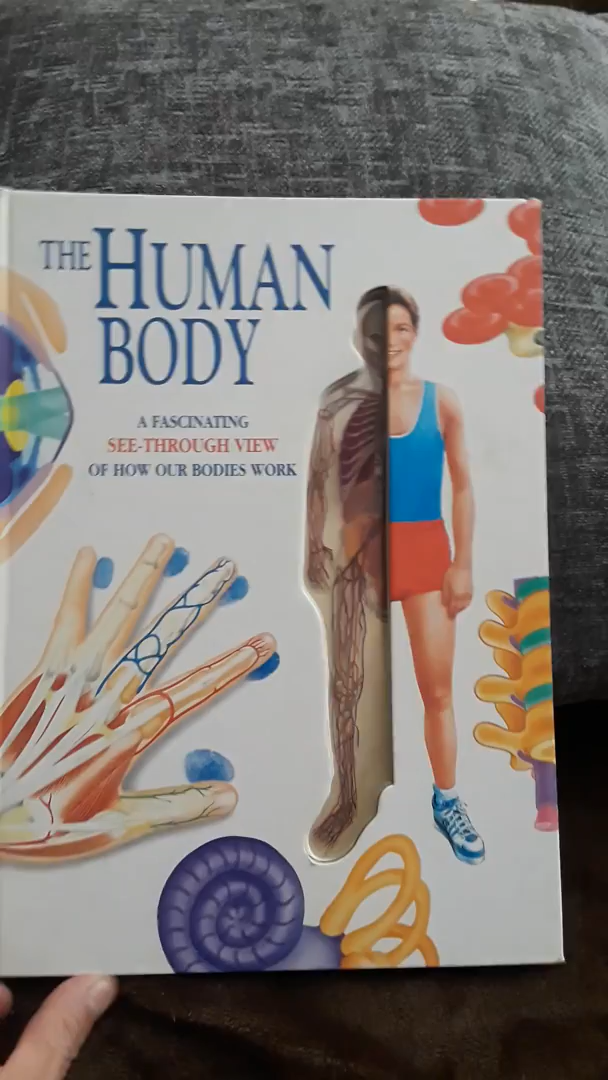 THE HUMAN
BODY
A FASCINATING
SEE-THROUGH VIEW
OF HOW OUR BODIES WORK